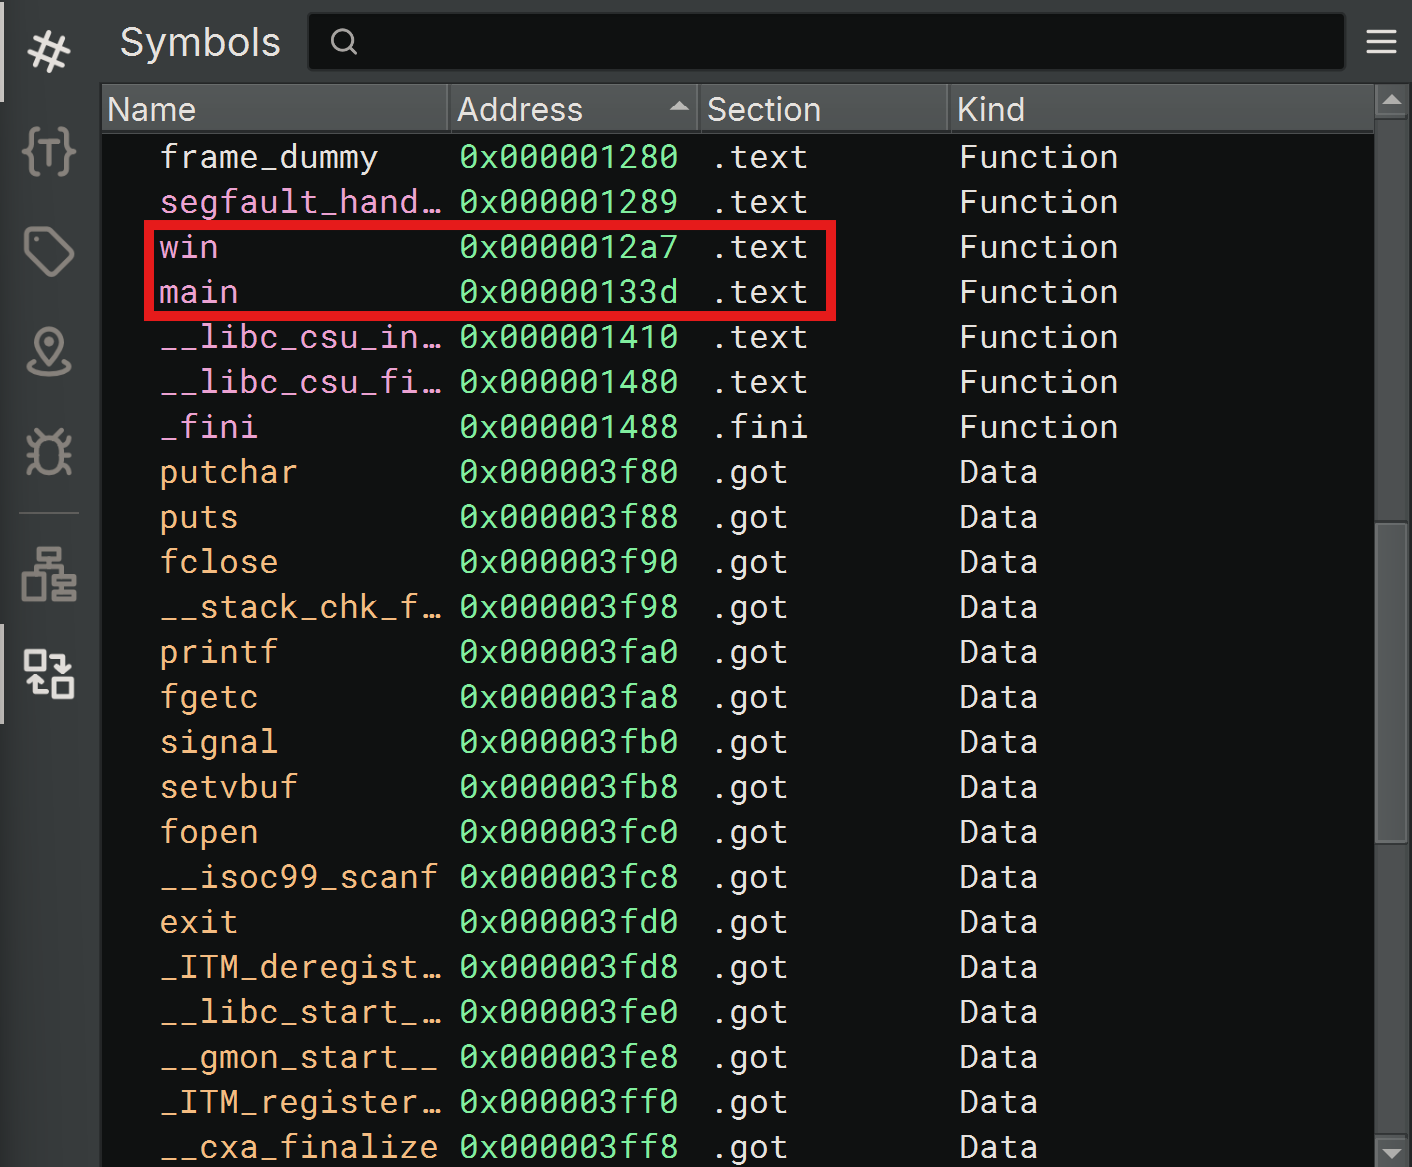 Symbols
Name Address Section Kind
frame_dummy 0x000001280 .text Function
segfault_hand… 0x000001289 .text Function
win 0x0000012a7 .text Function
main 0x00000133d .text Function
__libc_csu_in… 0x000001410 .text Function
__libc_csu_fi… 0x000001480 .text Function
_fini 0x000001488 .fini Function
putchar 0x000003f80 .got Data
puts 0x000003f88 .got Data
fclose 0x000003f90 .got Data
__stack_chk_f… 0x000003f98 .got Data
printf 0x000003fa0 .got Data
fgetc 0x000003fa8 .got Data
signal 0x000003fb0 .got Data
setvbuf 0x000003fb8 .got Data
fopen 0x000003fc0 .got Data
__isoc99_scanf 0x000003fc8 .got Data
exit 0x000003fd0 .got Data
_ITM_deregist… 0x000003fd8 .got Data
__libc_start_… 0x000003fe0 .got Data
__gmon_start__ 0x000003fe8 .got Data
_ITM_register… 0x000003ff0 .got Data
__cxa_finalize 0x000003ff8 .got Data